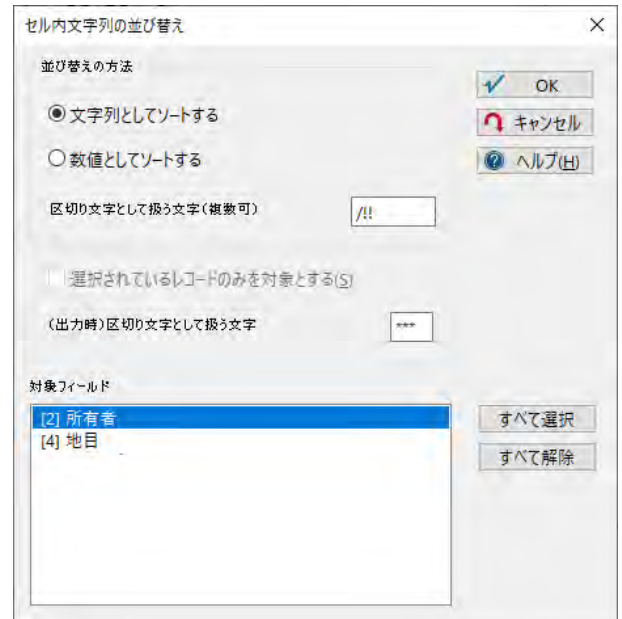 セル内文字列の並び替え
並び替えの方法
文字列としてソートする
数値としてソートする
区切り文字として扱う文字(複数可)
/!!
選択されているレコードのみを対象とする(S)
(出力時)区切り文字として扱う文字
***
OK
キャンセル
ヘルプ(H)
対象フィールド
[2] 所有者
[4] 地目
すべて選択
すべて解除